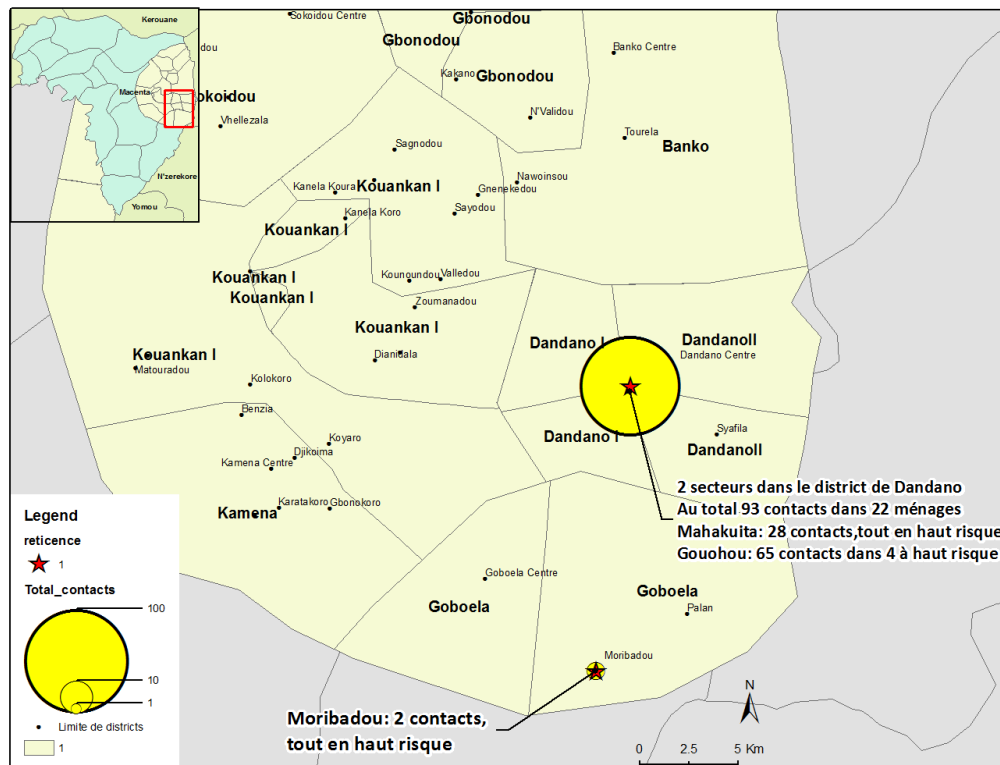 Kerouane
Macenta
N'zerekore
Yomou
Sokoidou Centre
Gbonodou
Gbonodou
Banko Centre
dou
Kakano
Gbonodou
okoidou
N'Validou
Vhellezala
Tourela
Banko
Sagnodou
Nawoinsou
Kouankan I
Kanela Koura
Gnenekedou
Sayodou
Kanela Koro
Kouankan I
Kouankan I
Kounoundou
Valledou
Kouankan I
Zoumanadou
Kouankan I
Dandano I
DandanoII
Dandano Centre
Kouankan I
Dianidala
Matouradou
Kolokoro
Benzia
Syafila
Dandano I
Koyaro
DandanoII
Djikoima
Kamena Centre
2 secteurs dans le district de Dandano
Au total 93 contacts dans 22 ménages
Mahakuita: 28 contacts,tout en haut risque
Gouohou: 65 contacts dans 4 à haut risque
Karatakoro
Gbonokoro
Kamena
Goboela Centre
Goboela
Goboela
Palan
Moribadou
Moribadou: 2 contacts,
tout en haut risque
Legend
reticence
1
Total_contacts
100
10
1
Limite de districts
1
N
0 2.5 5 Km